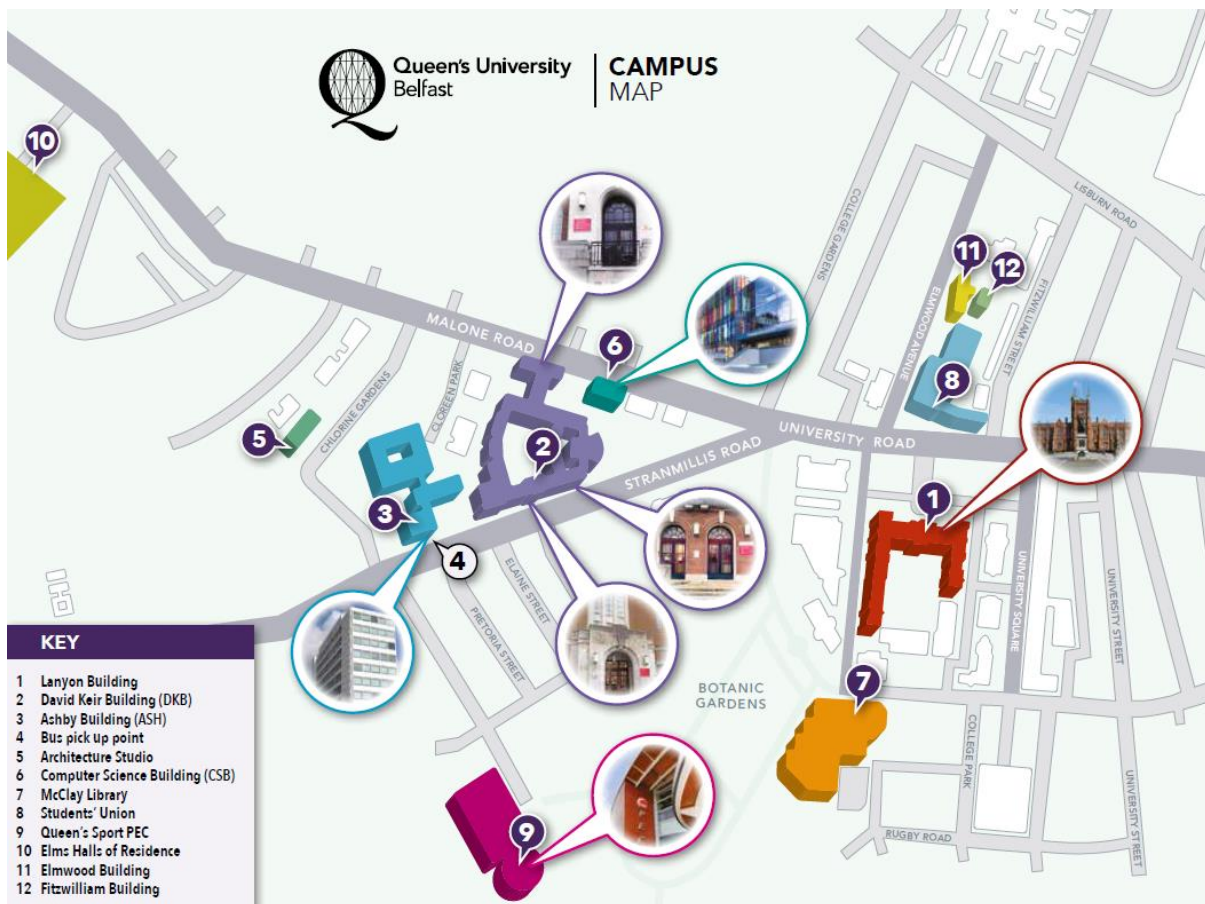 Queen's University
Belfast
CAMPUS
MAP
10
LISBURN ROAD
COLLEGE GARDENS
11
12
ELMWOOD AVENUE
FITZWILLIAM STREET
MALONE ROAD
6
8
CHLORINE GARDENS
CLOREEN PARK
5
UNIVERSITY ROAD
STRANMILLIS ROAD
2
1
3
4
ELAINE STREET
PRETORIA STREET
UNIVERSITY SQUARE
UNIVERSITY STREET
BOTANIC
GARDENS
7
COLLEGE PARK
UNIVERSITY STREET
RUGBY ROAD
9
KEY
1 Lanyon Building
2 David Keir Building (DKB)
3 Ashby Building (ASH)
4 Bus pick up point
5 Architecture Studio
6 Computer Science Building (CSB)
7 McClay Library
8 Students' Union
9 Queen's Sport PEC
10 Elms Halls of Residence
11 Elmwood Building
12 Fitzwilliam Building